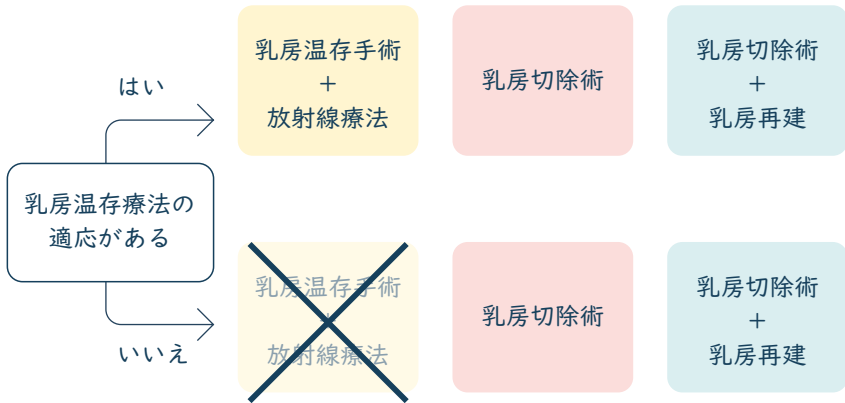 乳房温存手術
+
放射線療法
乳房切除術
乳房切除術
+
乳房再建
はい
乳房温存療法の
適応がある
いいえ
乳房温存手術
+
放射線療法
乳房切除術
乳房切除術
+
乳房再建